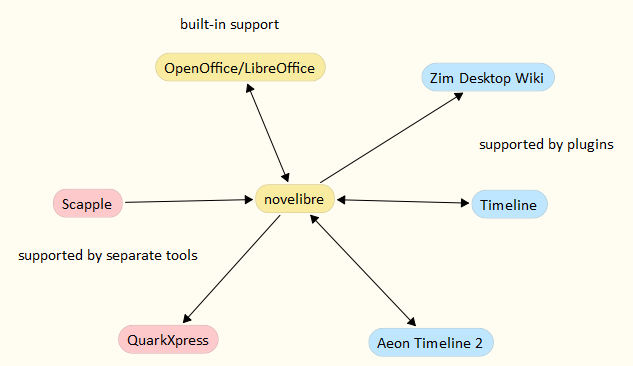 built-in support
OpenOffice/LibreOffice
Zim Desktop Wiki
supported by plugins
Scapple
novelibre
Timeline
supported by separate tools
QuarkXpress
Aeon Timeline 2